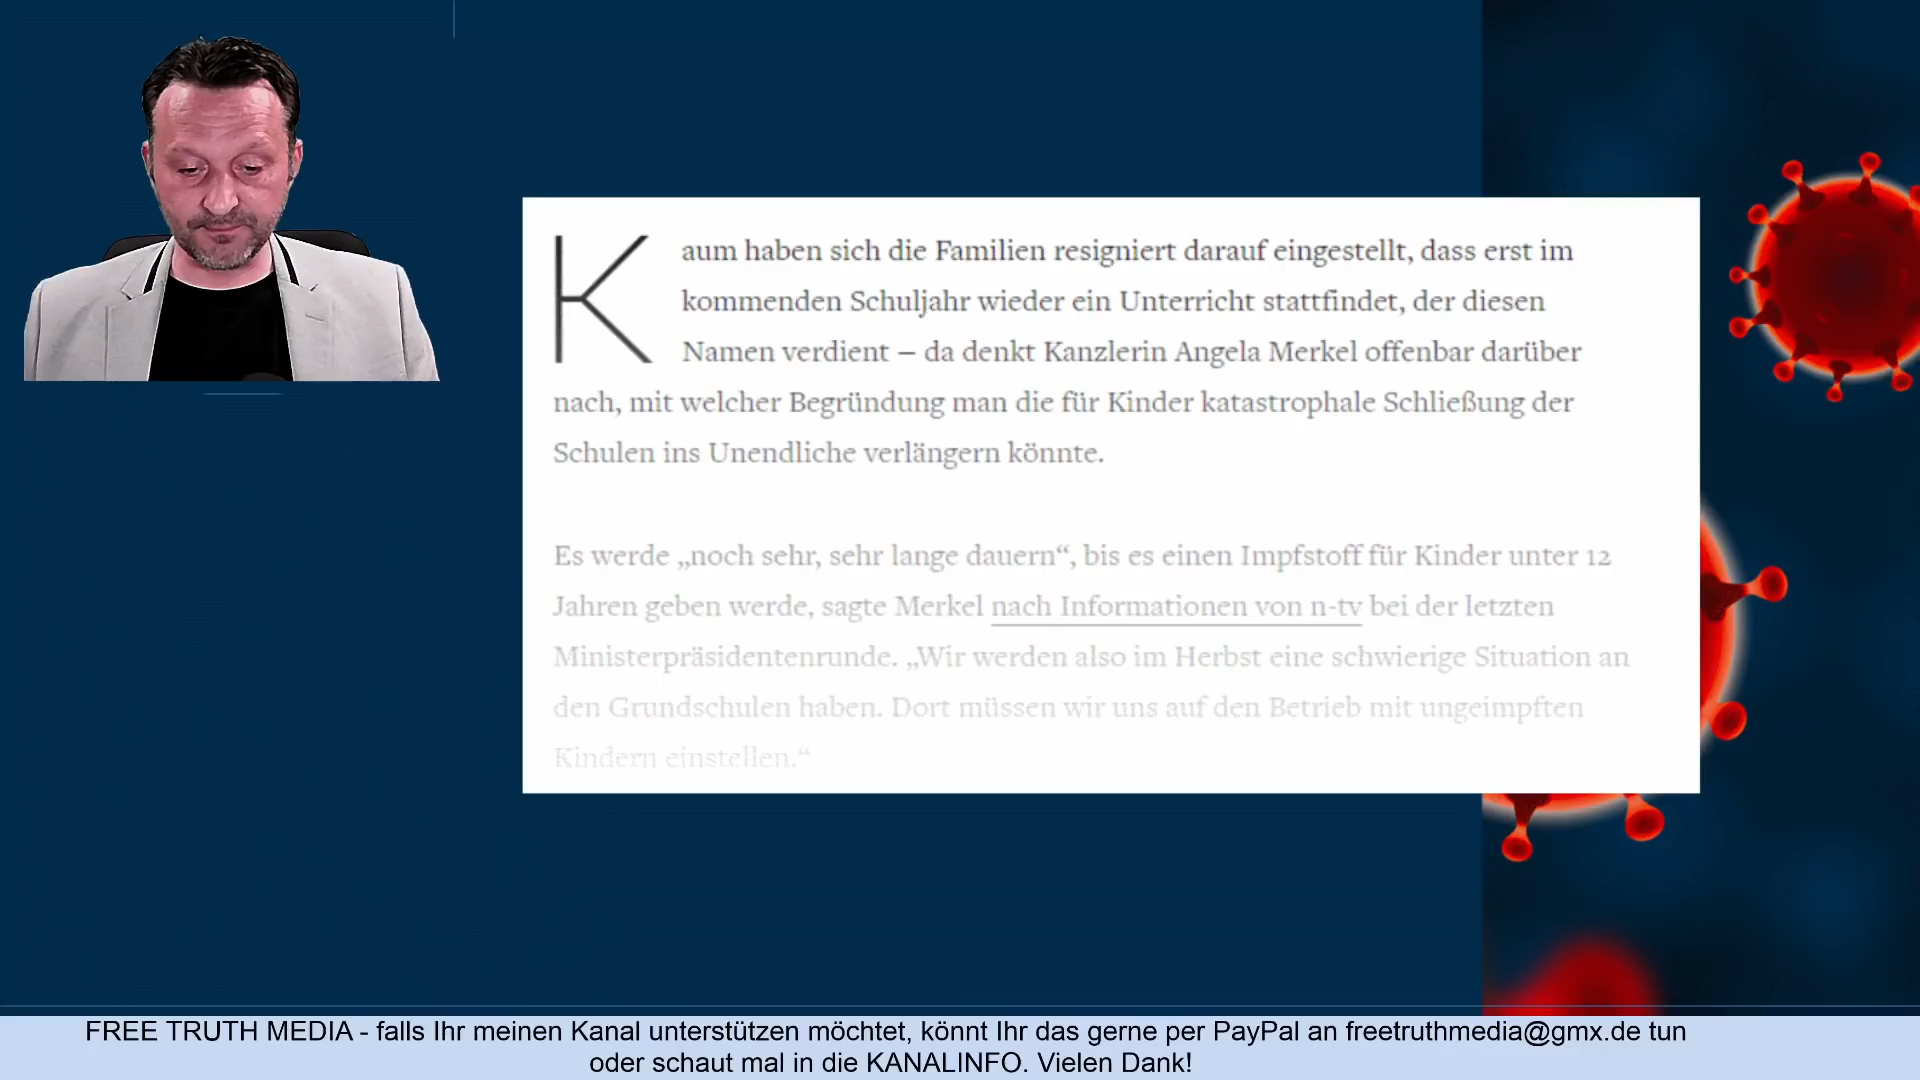 Kaum haben sich die Familien resigniert darauf eingestellt, dass erst im
kommenden Schuljahr wieder ein Unterricht stattfindet, der diesen
Namen verdient – da denkt Kanzlerin Angela Merkel offenbar darüber
nach, mit welcher Begründung man die für Kinder katastrophale Schließung der
Schulen ins Unendliche verlängern könnte.
Es werde „noch sehr, sehr lange dauern“, bis es einen Impfstoff für Kinder unter 12
Jahren geben werde, sagte Merkel nach Informationen von n-tv bei der letzten
Ministerpräsidentenrunde. „Wir werden also im Herbst eine schwierige Situation an
den Grundschulen haben. Dort müssen wir uns auf den Betrieb mit ungeimpften
Kindern einstellen.“
FREE TRUTH MEDIA - falls Ihr meinen Kanal unterstützen möchtet, könnt Ihr das gerne per PayPal an freetruthmedia@gmx.de tun
oder schaut mal in die KANALINFO. Vielen Dank!